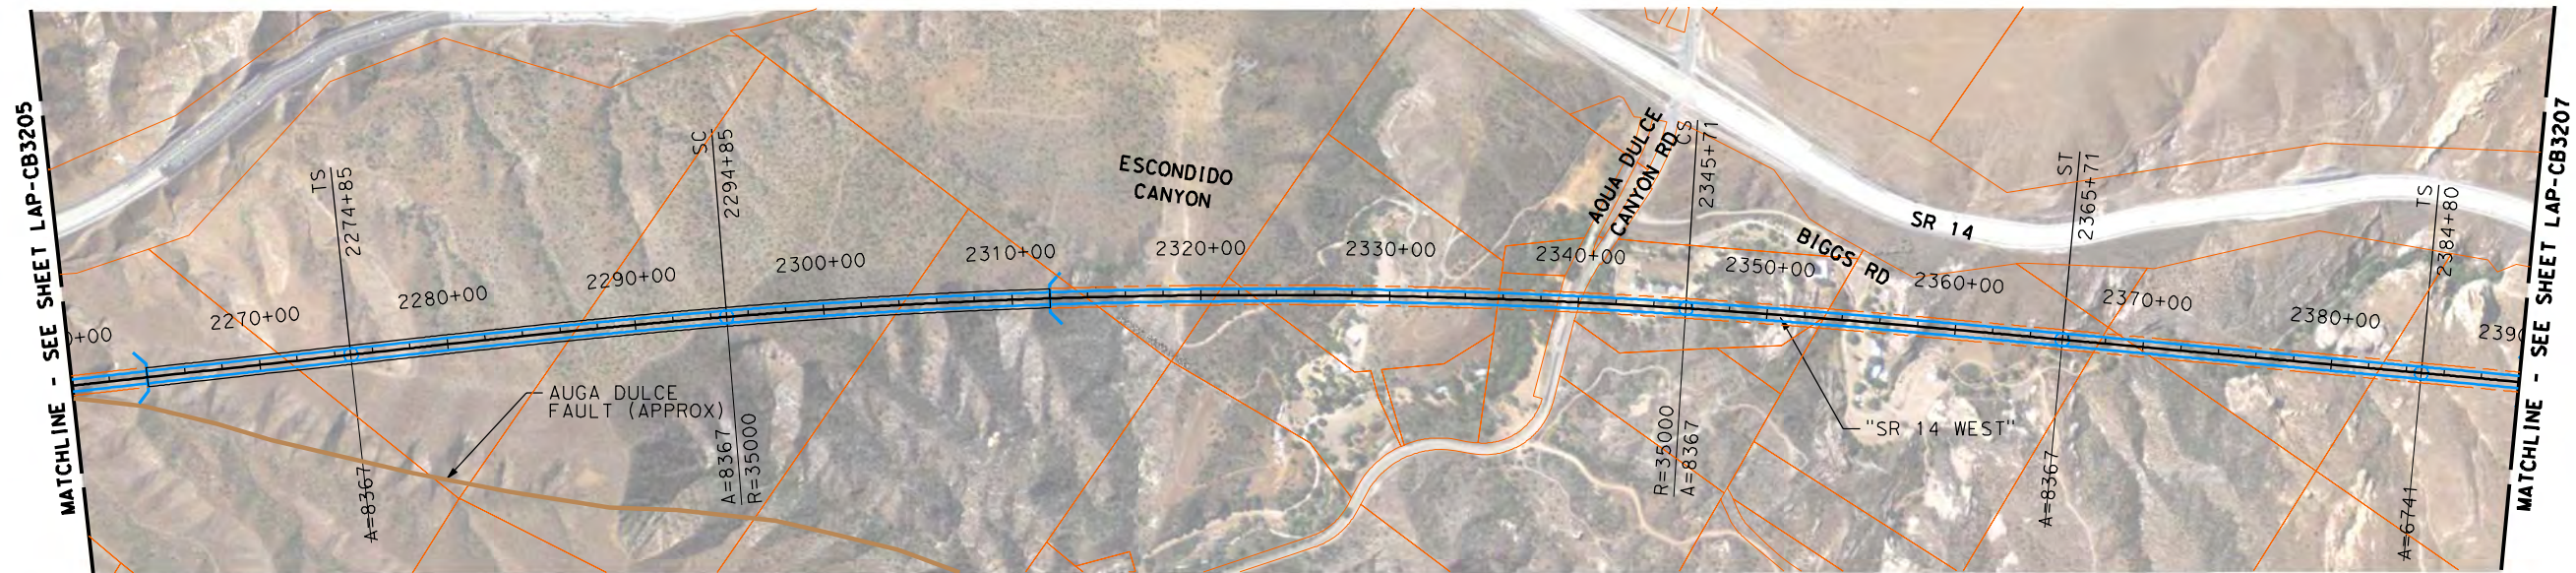 MATCHLINE - SEE SHEET LAP-CB3205
TS
2274+85
SC
2294+85
ESCONDIDO
CANYON
AQUA DULCE
CANYON RD
CS
2345+71
BIGGS RD
SR 14
ST
2365+71
TS
2384+80
0+00
2270+00
2280+00
2290+00
2300+00
2310+00
2320+00
2330+00
2340+00
2350+00
2360+00
2370+00
2380+00
239
AUGA DULCE
FAULT (APPROX)
"SR 14 WEST"
A=8367
A=8367
R=35000
R=35000
A=8367
A=8367
A=6741
MATCHLINE - SEE SHEET LAP-CB3207